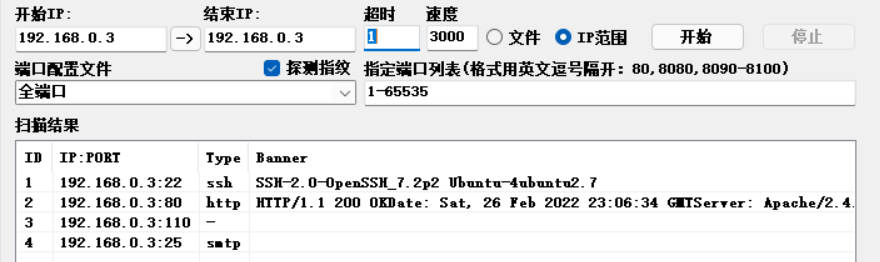 开始IP: 结束IP: 超时 速度
192.168.0.3 -> 192.168.0.3 1 3000 文件 IP范围 开始 停止
端口配置文件 探测指纹 指定端口列表(格式用英文逗号隔开: 80,8080,8090-8100)
全端口 1-65535
扫描结果
ID IP:PORT Type Banner
1 192.168.0.3:22 ssh SSH-2.0-OpenSSH_7.2p2 Ubuntu-4ubuntu2.7
2 192.168.0.3:80 http HTTP/1.1 200 OKDate: Sat, 26 Feb 2022 23:06:34 GMTServer: Apache/2.4.
3 192.168.0.3:110 -
4 192.168.0.3:25 smtp